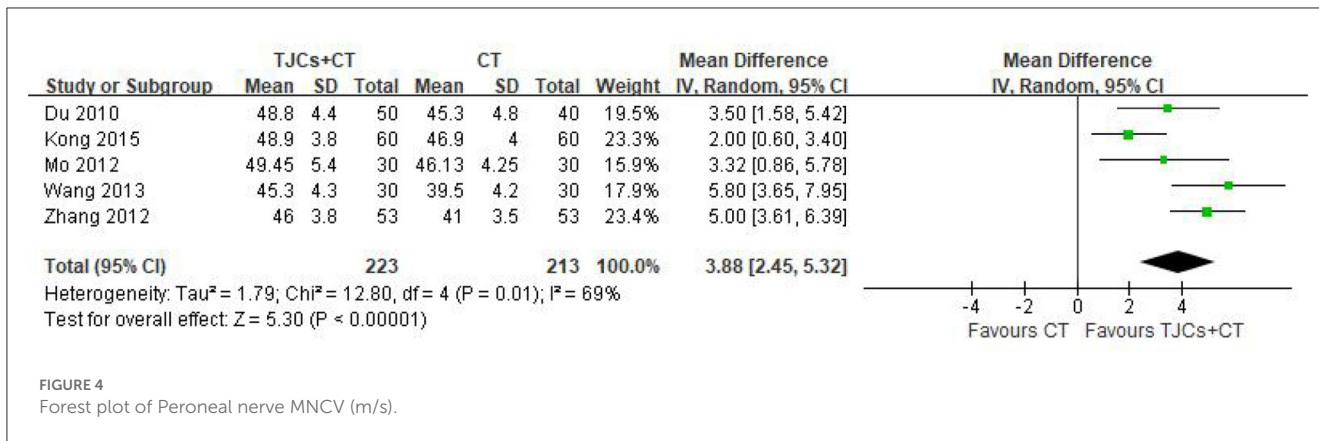 TJCs+CT CT Mean Difference Mean Difference
Study or Subgroup Mean SD Total Mean SD Total Weight IV, Random, 95% CI IV, Random, 95% CI
Du 2010 48.8 4.4 50 45.3 4.8 40 19.5% 3.50 [1.58, 5.42]
Kong 2015 48.9 3.8 60 46.9 4 60 23.3% 2.00 [0.60, 3.40]
Mo 2012 49.45 5.4 30 46.13 4.25 30 15.9% 3.32 [0.86, 5.78]
Wang 2013 45.3 4.3 30 39.5 4.2 30 17.9% 5.80 [3.65, 7.95]
Zhang 2012 46 3.8 53 41 3.5 53 23.4% 5.00 [3.61, 6.39]
Total (95% CI) 223 213 100.0% 3.88 [2.45, 5.32]
Heterogeneity: Tau² = 1.79; Chi² = 12.80, df = 4 (P = 0.01); I² = 69%
Test for overall effect: Z = 5.30 (P < 0.00001)
-4 -2 0 2 4
Favours CT Favours TJCs+CT
FIGURE 4
Forest plot of Peroneal nerve MNCV (m/s).